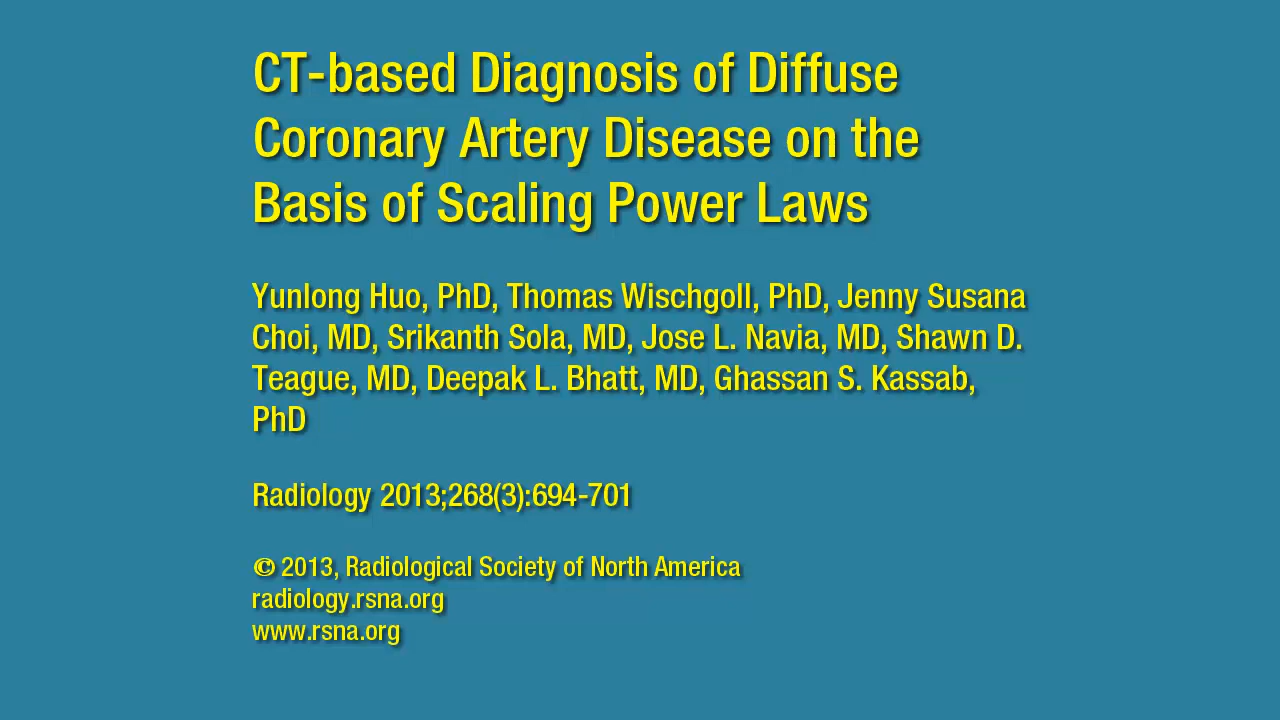 CT-based Diagnosis of Diffuse
Coronary Artery Disease on the
Basis of Scaling Power Laws
Yunlong Huo, PhD, Thomas Wischgoll, PhD, Jenny Susana
Choi, MD, Srikanth Sola, MD, Jose L. Navia, MD, Shawn D.
Teague, MD, Deepak L. Bhatt, MD, Ghassan S. Kassab,
PhD
Radiology 2013;268(3):694-701
© 2013, Radiological Society of North America
radiology.rsna.org
www.rsna.org